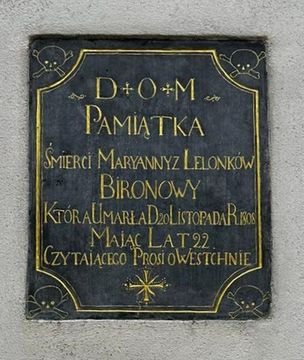 D+O+M
PAMIĄTKA
ŚMIERCI MARYANNY Z LELONKÓW
BIRONOWY
KTÓRA UMARŁA D 20 LISTOPADA R. 1808
MAIĄC LAT 22.
CZYTAIĄCEGO PROSI O WESTCHNIE